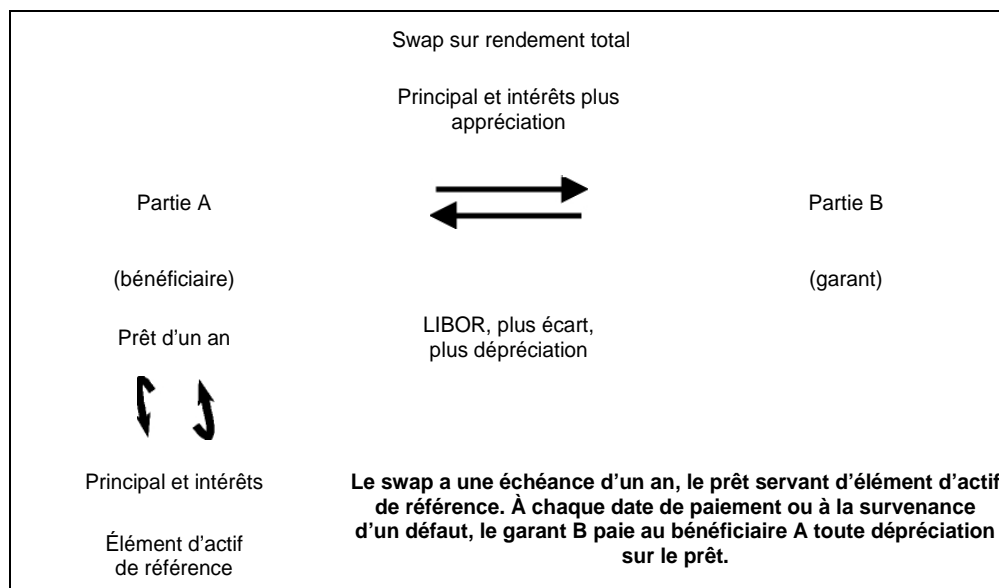 Swap sur rendement total
Principal et intérêts plus
appréciation
Partie A
Partie B
(bénéficiaire)
(garant)
Prêt d'un an
LIBOR, plus écart,
plus dépréciation
Principal et intérêts
Élément d'actif
de référence
Le swap a une échéance d'un an, le prêt servant d'élément d'actif
de référence. À chaque date de paiement ou à la survenance
d'un défaut, le garant B paie au bénéficiaire A toute dépréciation
sur le prêt.